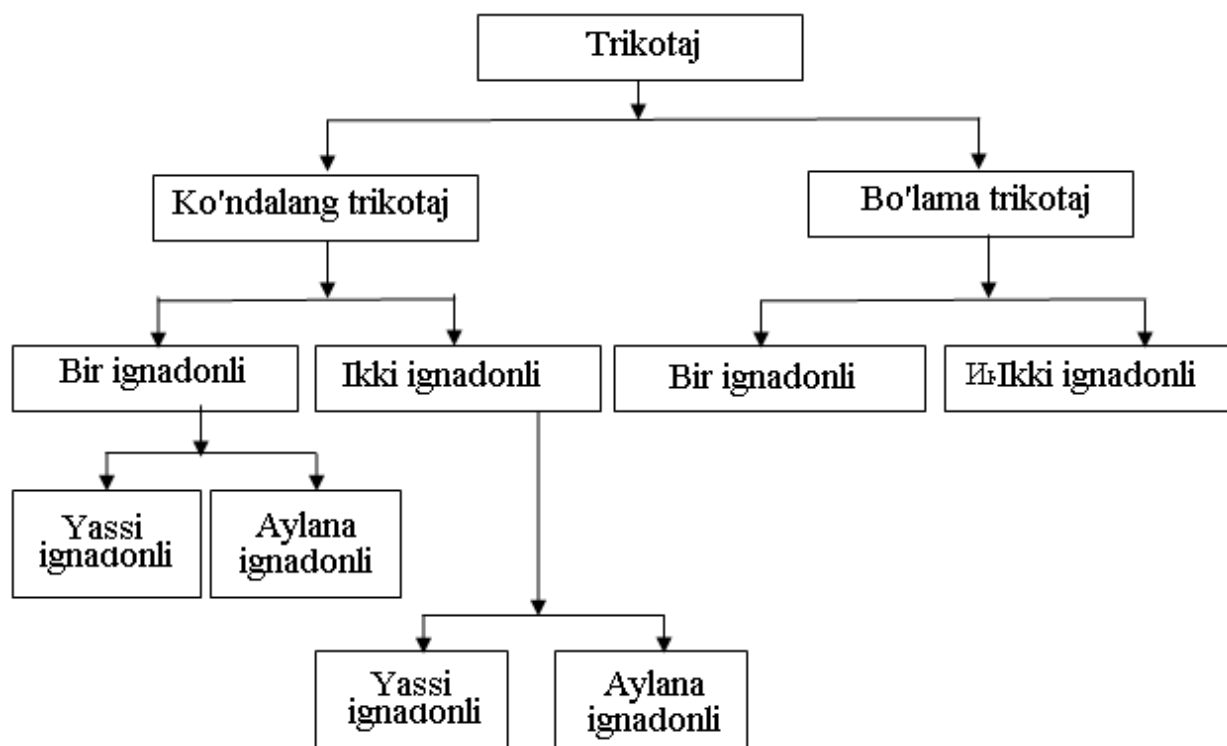 Trikotaj
Ko'ndalang trikotaj
Bo'lama trikotaj
Bir ignadonli
Ikki ignadonli
Bir ignadonli
Ikki ignadonli
Yassi
ignadonli
Aylana
ignadonli
Yassi
ignadonli
Aylana
ignadonli